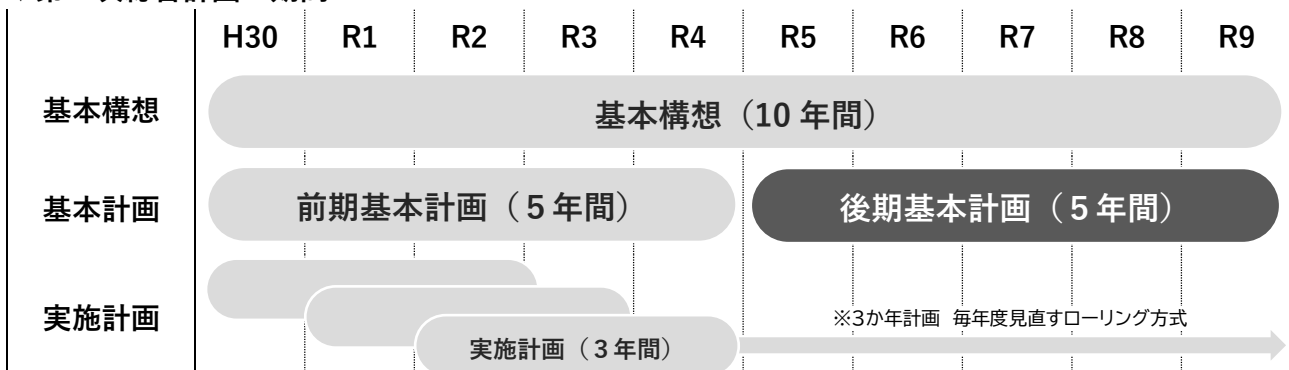 H30 R1 R2 R3 R4 R5 R6 R7 R8 R9
基本構想 基本構想（10年間）
基本計画 前期基本計画（５年間） 後期基本計画（５年間）
実施計画
※3か年計画 毎年度見直すローリング方式
実施計画（３年間）